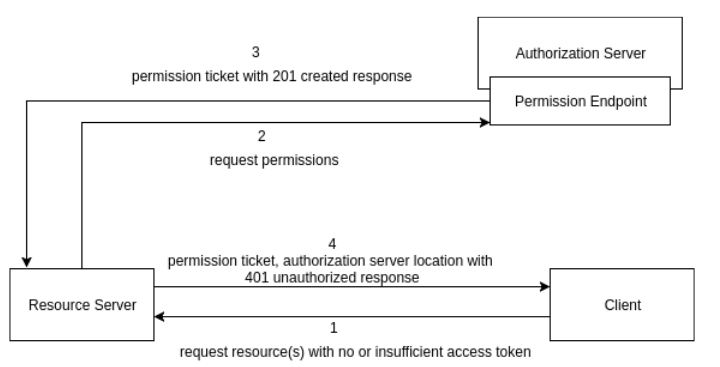 3
permission ticket with 201 created response
Authorization Server
Permission Endpoint
2
request permissions
4
permission ticket, authorization server location with
401 unauthorized response
Resource Server
Client
1
request resource(s) with no or insufficient access token